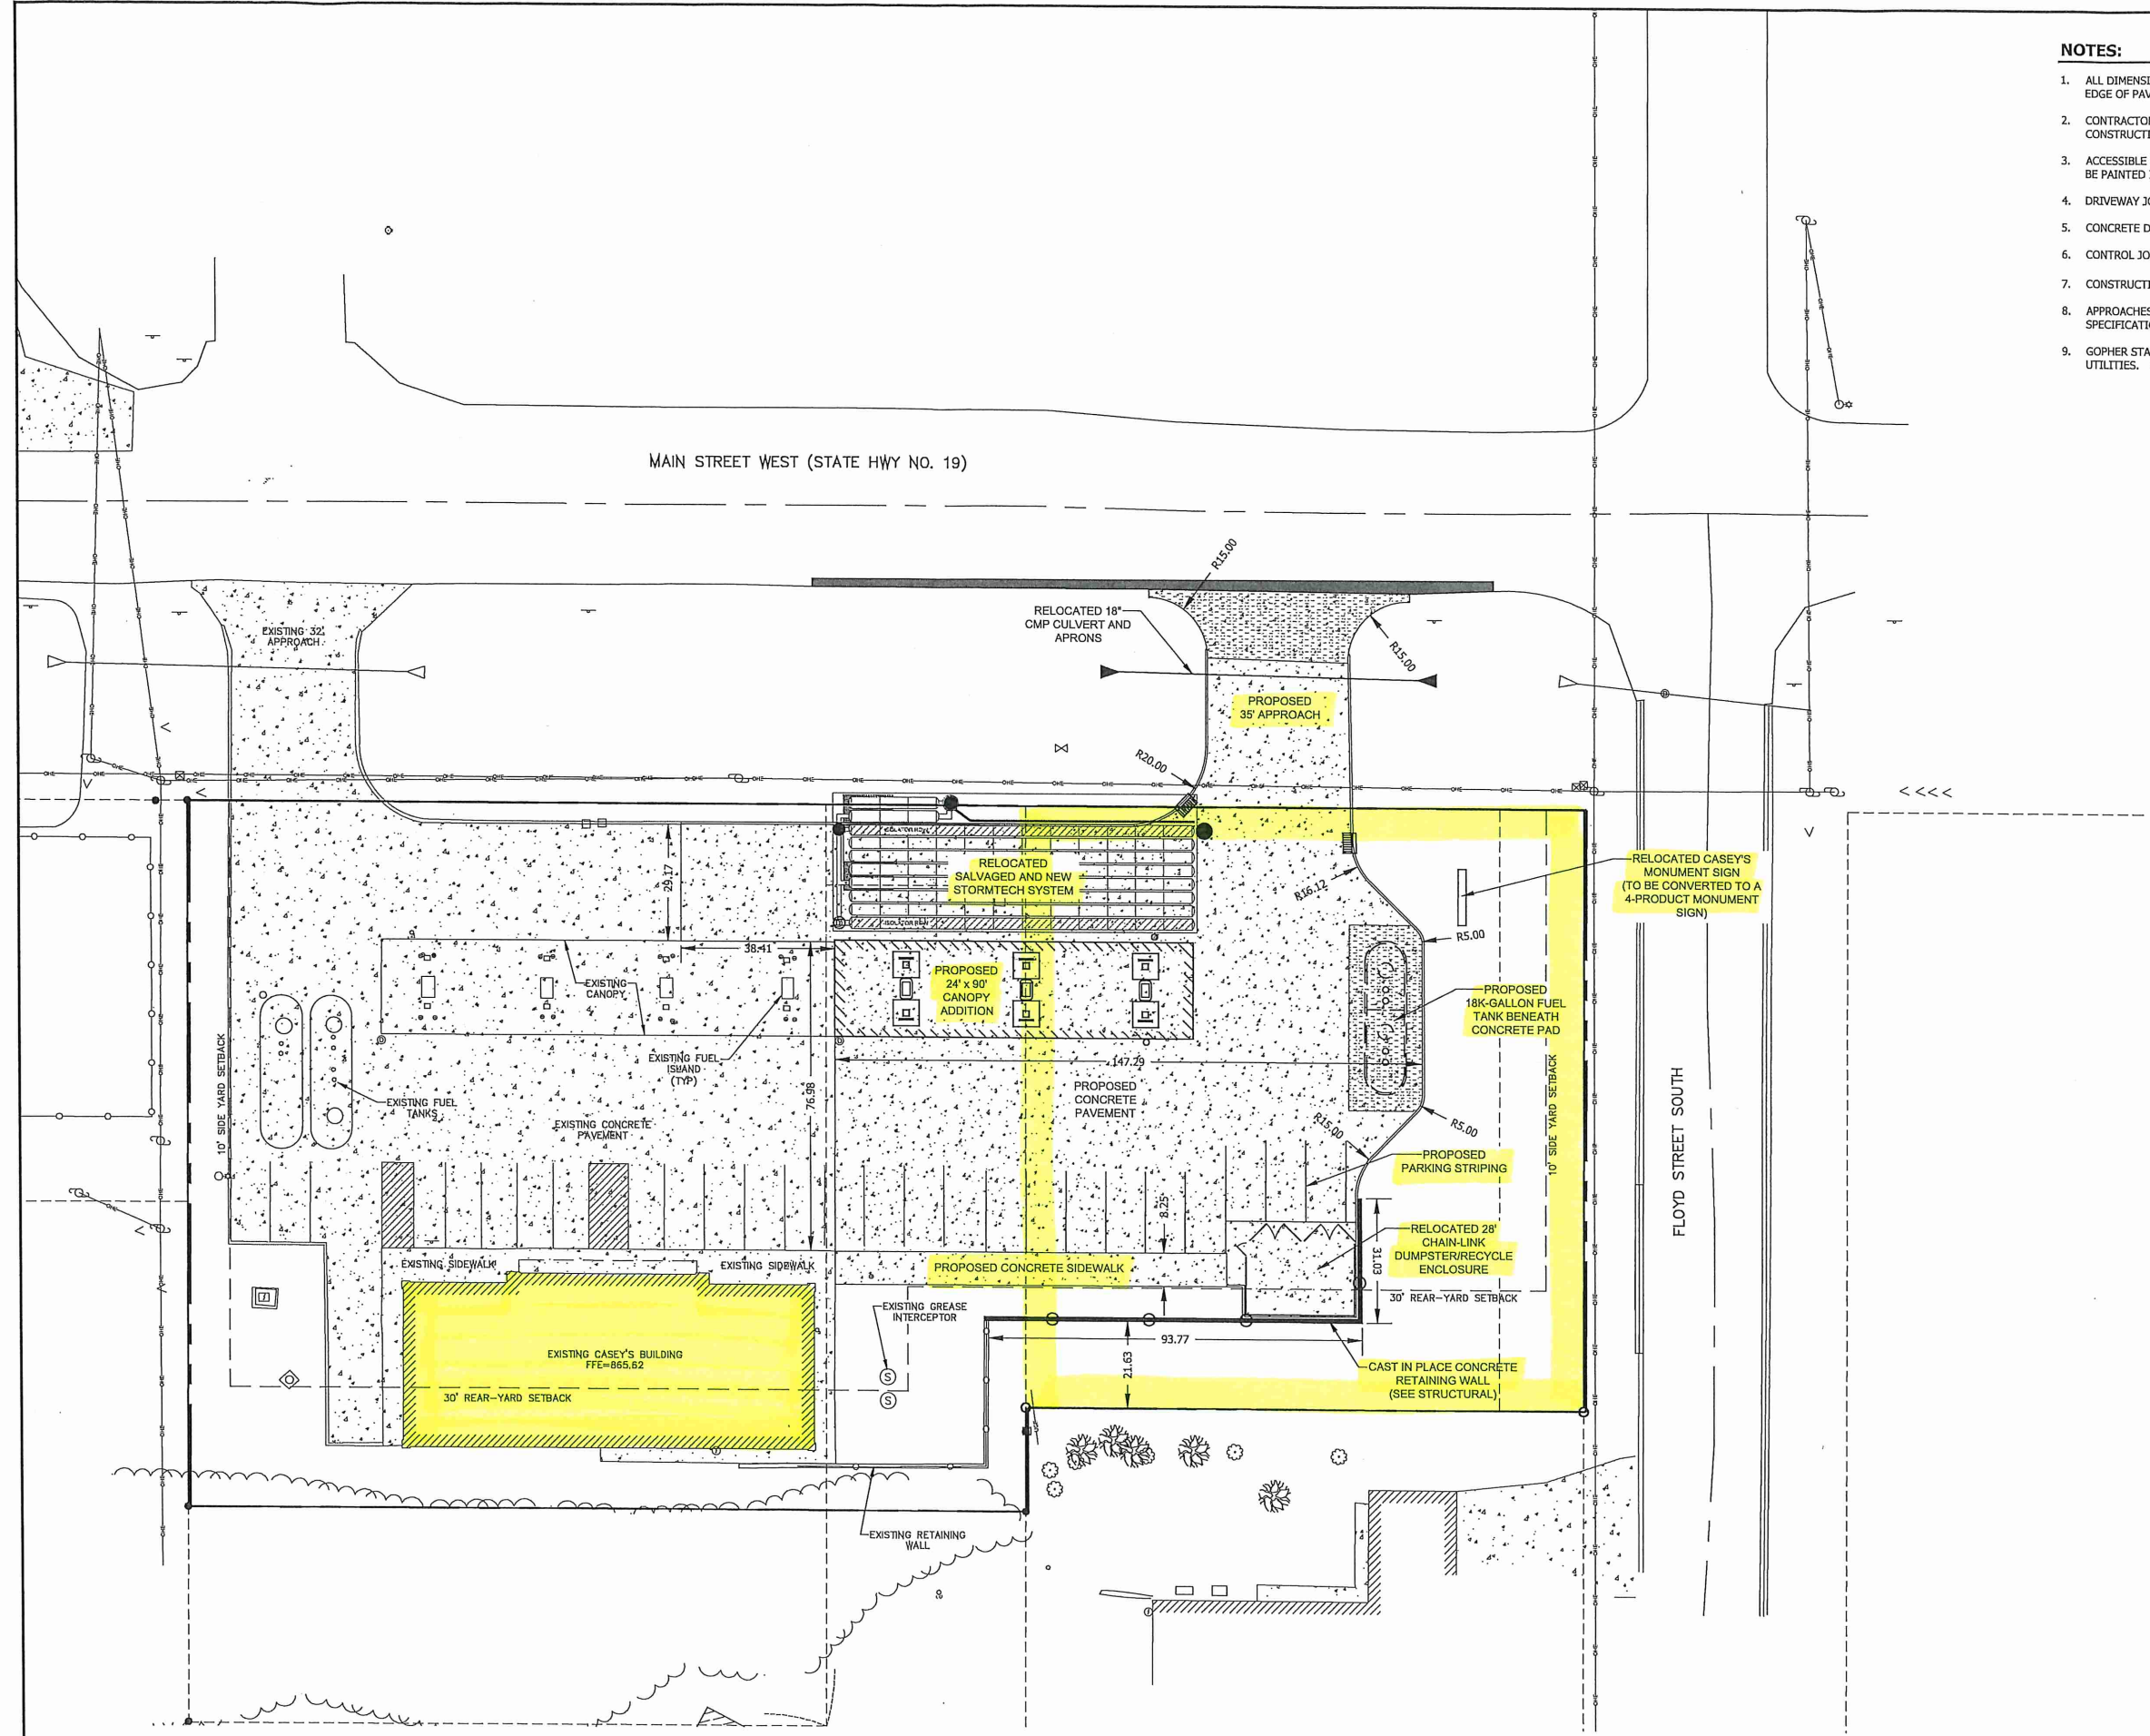 NOTES:
1. ALL DIMENSI
EDGE OF PAV
2. CONTRACTOR
CONSTRUCTE
3. ACCESSIBLE
BE PAINTED
4. DRIVEWAY JO
5. CONCRETE D
6. CONTROL JO
7. CONSTRUCTI
8. APPROACHES
SPECIFICATIO
9. GOPHER STA
UTILITIES.
MAIN STREET WEST (STATE HWY NO. 19)
R15.00
RELOCATED 18"
CMP CULVERT AND
APRONS
EXISTING 32'
APPROACH
R15.00
PROPOSED
35' APPROACH
R20.00
ISOLATOR ROW
RELOCATED
SALVAGED AND NEW
STORMTECH SYSTEM
ISOLATOR ROW
29.17
R16.12
RELOCATED CASEY'S
MONUMENT SIGN
(TO BE CONVERTED TO A
4-PRODUCT MONUMENT
SIGN)
R5.00
38.41
EXISTING
CANOPY
PROPOSED
24' x 90'
CANOPY
ADDITION
PROPOSED
18K-GALLON FUEL
TANK BENEATH
CONCRETE PAD
10' SIDE YARD SETBACK
EXISTING FUEL
ISLAND
(TYP)
147.29
76.98
EXISTING FUEL
TANKS
PROPOSED
CONCRETE
PAVEMENT
EXISTING CONCRETE
PAVEMENT
R15.00
R5.00
10' SIDE YARD SETBACK
FLOYD STREET SOUTH
PROPOSED
PARKING STRIPING
8.25
RELOCATED 28'
CHAIN-LINK
DUMPSTER/RECYCLE
ENCLOSURE
31.03
EXISTING SIDEWALK
EXISTING SIDEWALK
PROPOSED CONCRETE SIDEWALK
30' REAR-YARD SETBACK
EXISTING GREASE
INTERCEPTOR
93.77
21.63
EXISTING CASEY'S BUILDING
FFE=865.62
30' REAR-YARD SETBACK
S
S
CAST IN PLACE CONCRETE
RETAINING WALL
(SEE STRUCTURAL)
EXISTING RETAINING
WALL